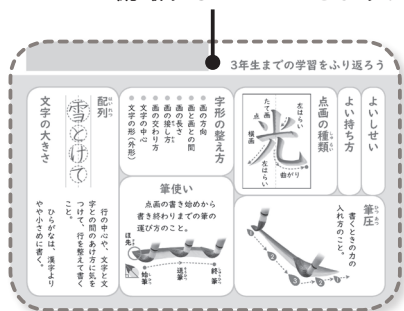 3年生までの学習をふり返ろう
よいしせい
よい持ち方
点画の種類
光
左はらい
たて画
点
横画
左はらい
曲がり
筆圧
ひつあつ
書くときの力の
入れ方のこと。
字形の整え方
画の方向
画と画との間
画の長さ
画の接し方
画の交わり方
文字の中心
文字の形(外形)
筆使い
点画の書き始めから
書き終わりまでの筆の
運び方のこと。
ほ先
始筆
送筆
終筆
配列
はいれつ
雪とけて
行の中心や、文字と文
字との間のあけ方に気を
つけて、行を整えて書く
こと。
文字の大きさ
ひらがなは、漢字より
やや小さめに書く。